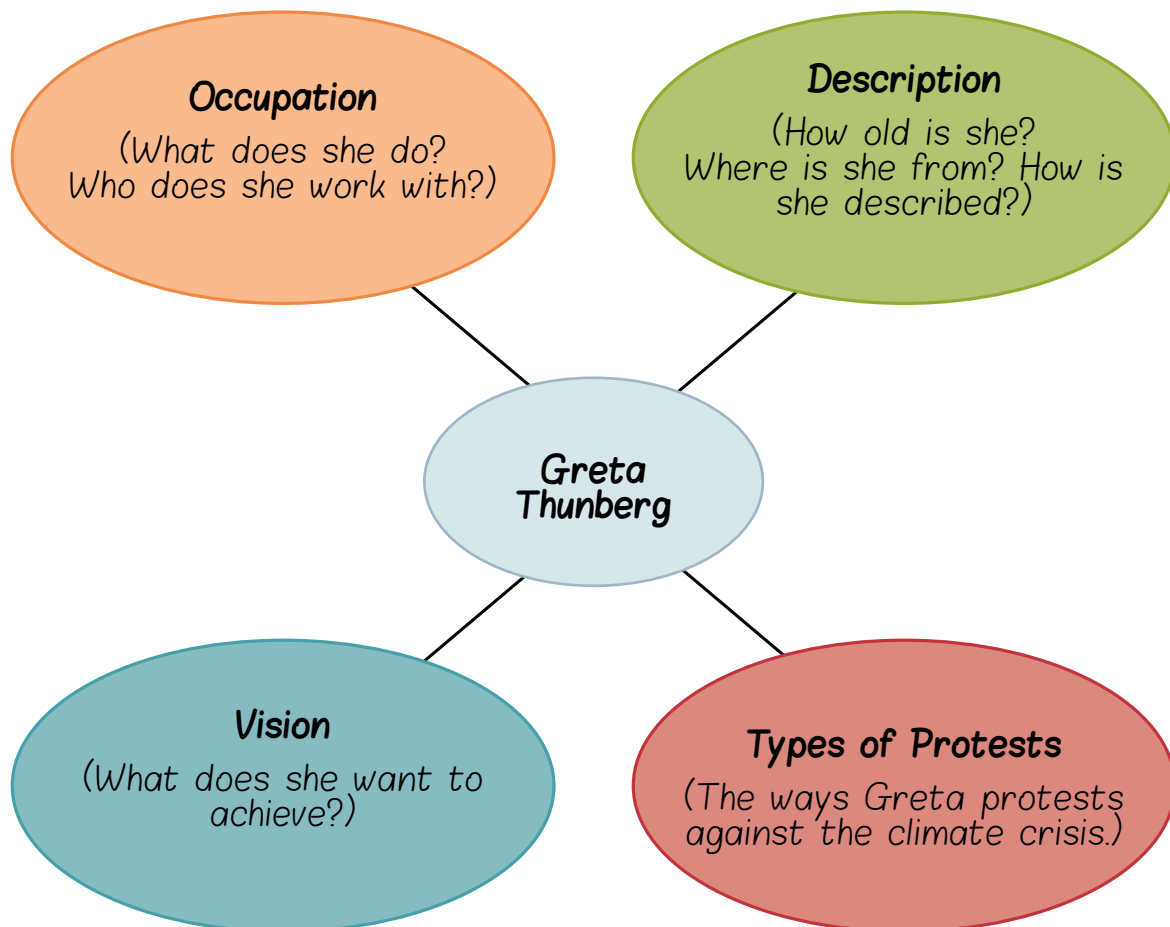 Occupation
(What does she do?
Who does she work with?)
Description
(How old is she?
Where is she from? How is
she described?)
Greta
Thunberg
Vision
(What does she want to
achieve?)
Types of Protests
(The ways Greta protests
against the climate crisis.)